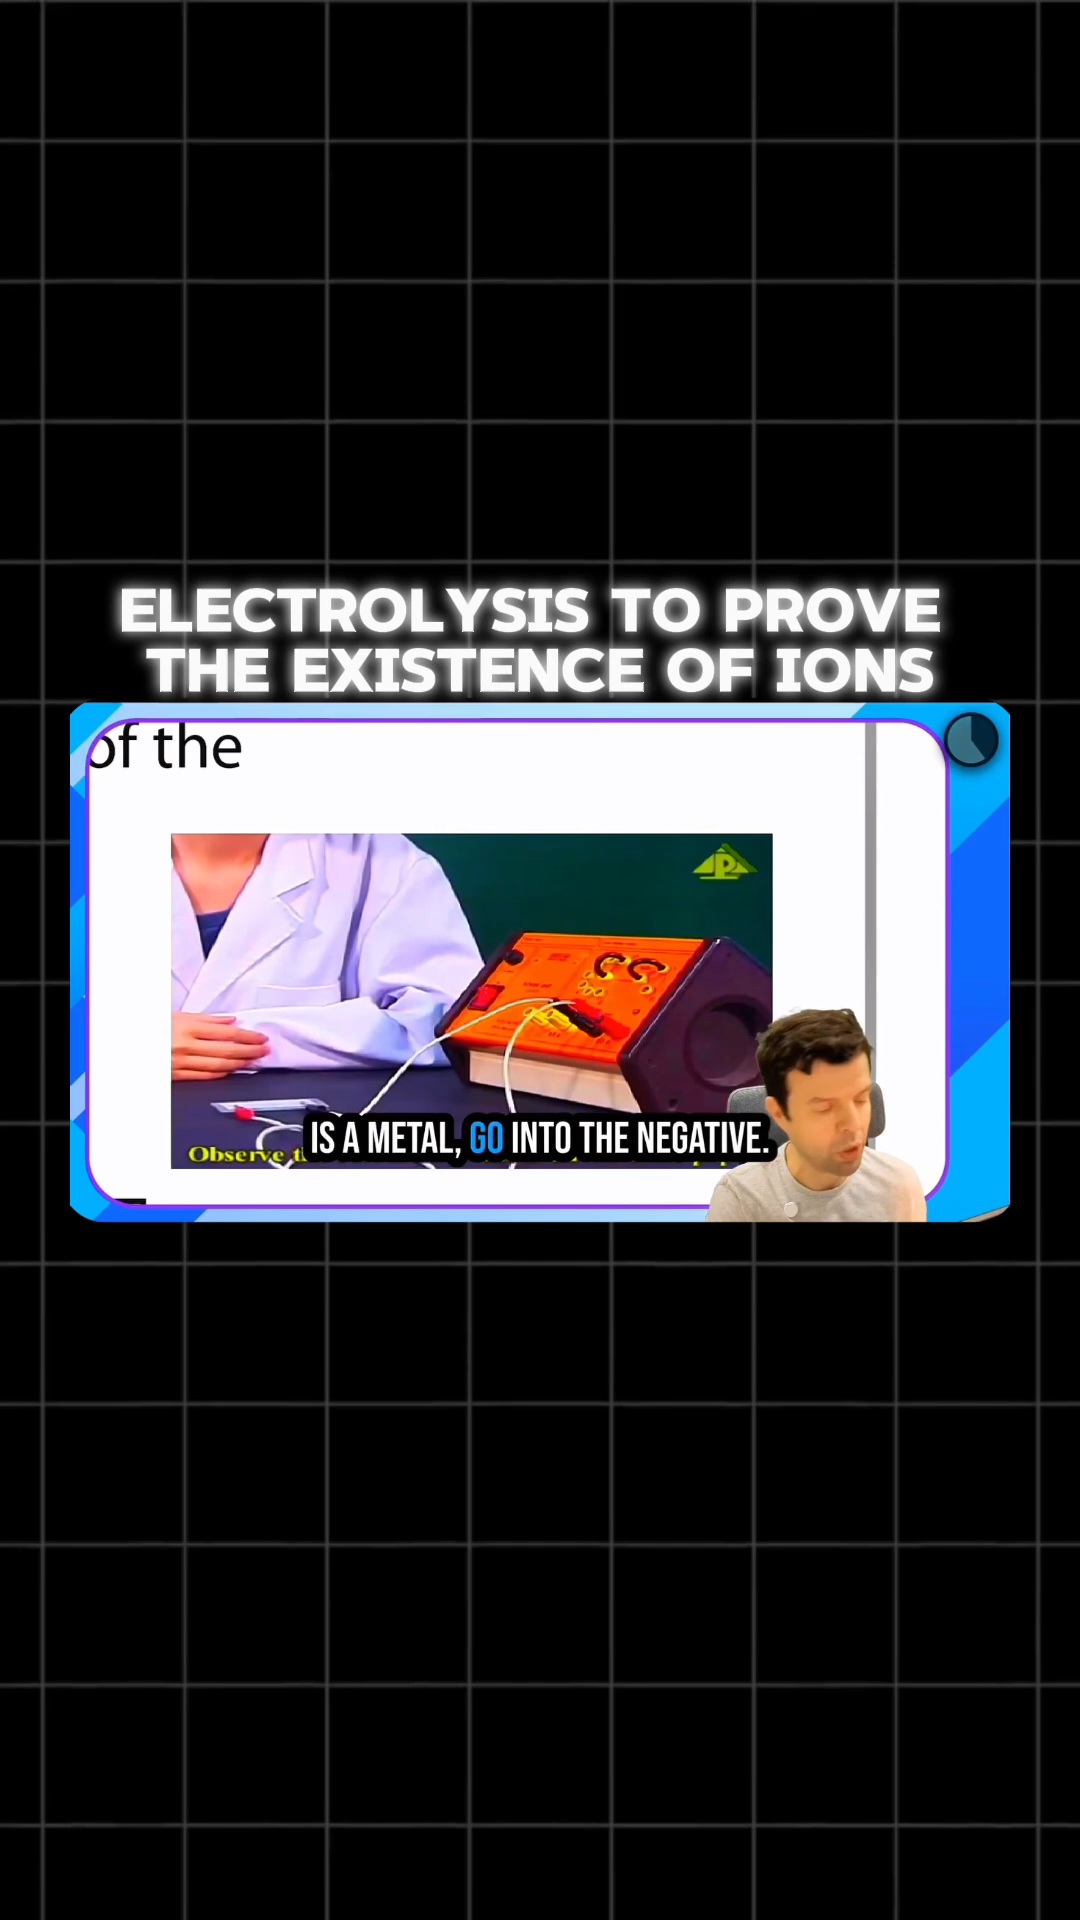 ELECTROLYSIS TO PROVE
THE EXISTENCE OF IONS
of the
IS A METAL, GO INTO THE NEGATIVE.
Observe